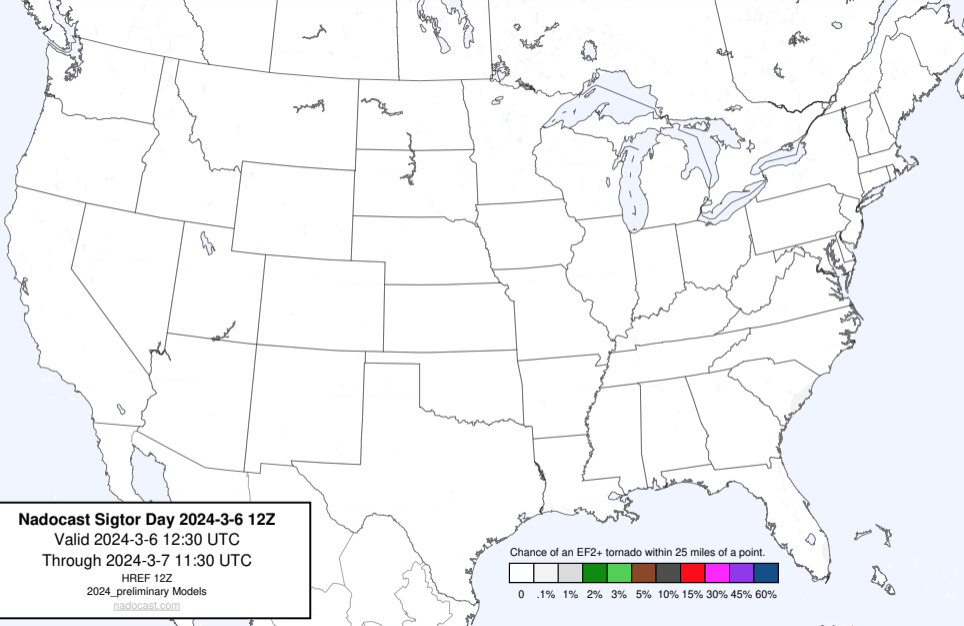 Nadocast Sigtor Day 2024-3-6 12Z
Valid 2024-3-6 12:30 UTC
Through 2024-3-7 11:30 UTC
HREF 12Z
2024_preliminary Models
nadocast.com
Chance of an EF2+ tornado within 25 miles of a point.
0 .1% 1% 2% 3% 5% 10% 15% 30% 45% 60%